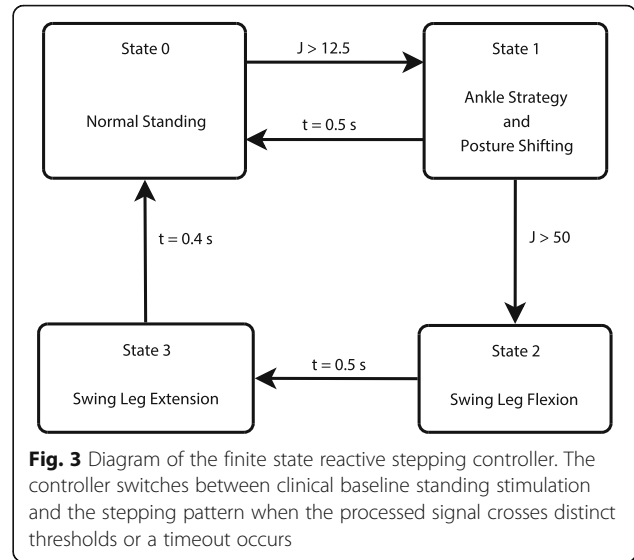 State 0
Normal Standing
J > 12.5
State 1
Ankle Strategy
and
Posture Shifting
t = 0.5 s
t = 0.4 s
J > 50
State 3
Swing Leg Extension
t = 0.5 s
State 2
Swing Leg Flexion
Fig. 3 Diagram of the finite state reactive stepping controller. The
controller switches between clinical baseline standing stimulation
and the stepping pattern when the processed signal crosses distinct
thresholds or a timeout occurs